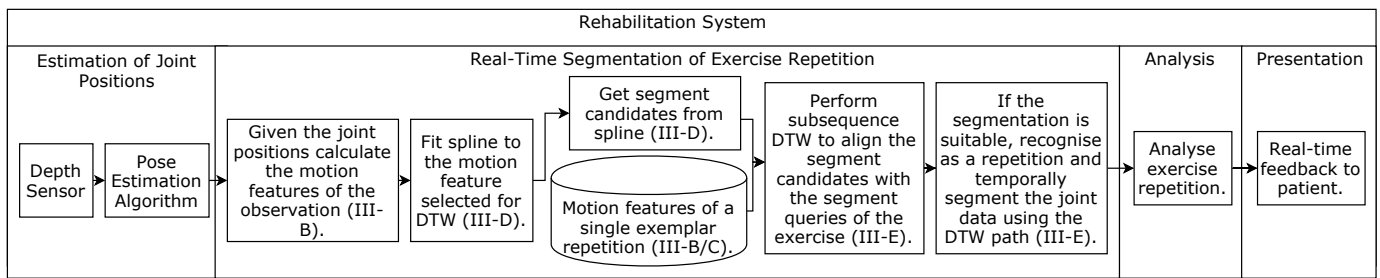 Rehabilitation System
Estimation of Joint
Positions
Real-Time Segmentation of Exercise Repetition
Analysis
Presentation
Depth
Sensor
Pose
Estimation
Algorithm
Given the joint
positions calculate
the motion
features of the
observation (III-
B).
Fit spline to
the motion
feature
selected for
DTW (III-D).
Get segment
candidates from
spline (III-D).
Motion features of a
single exemplar
repetition (III-B/C).
Perform
subsequence
DTW to align the
segment
candidates with
the segment
queries of the
exercise (III-E).
If the
segmentation is
suitable, recognise
as a repetition and
temporally
segment the joint
data using the
DTW path (III-E).
Analyse
exercise
repetition.
Real-time
feedback to
patient.